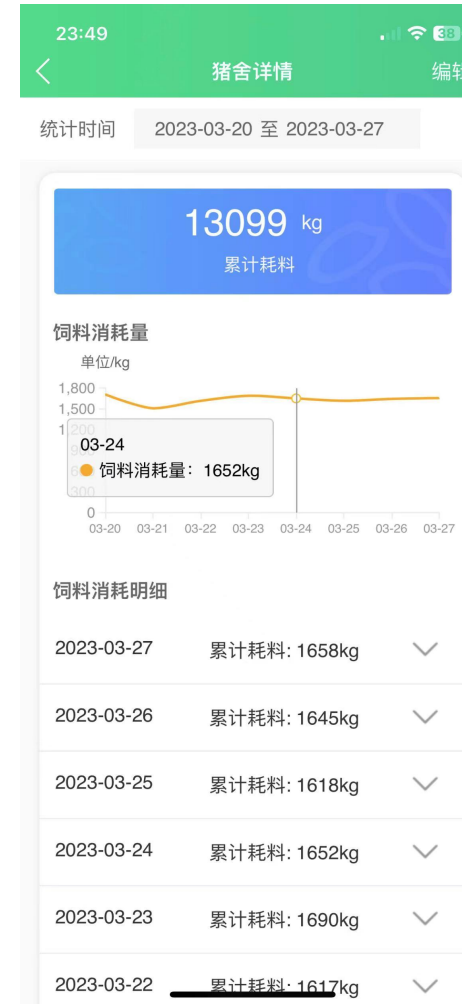 23:49
38
猪舍详情
编辑
统计时间 2023-03-20 至 2023-03-27
13099 kg
累计耗料
饲料消耗量
单位/kg
1,800
1,500
1,200
03-24
饲料消耗量：1652kg
300
0
03-20 03-21 03-22 03-23 03-24 03-25 03-26 03-27
饲料消耗明细
2023-03-27 累计耗料: 1658kg
2023-03-26 累计耗料: 1645kg
2023-03-25 累计耗料: 1618kg
2023-03-24 累计耗料: 1652kg
2023-03-23 累计耗料: 1690kg
2023-03-22 累计耗料: 1617kg